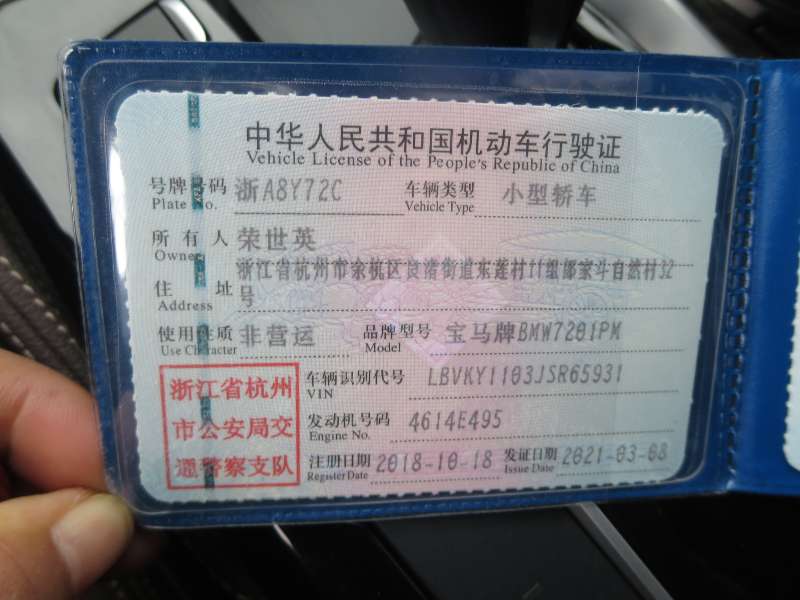 中华人民共和国机动车行驶证
Vehicle License of the People's Republic of China
号牌号码 浙A8Y72C 车辆类型 小型轿车
Plate No. Vehicle Type
所有人 荣世英
Owner
浙江省杭州市余杭区良渚街道东莲村11组郎家斗自然村32
住址 号
Address
使用性质 非营运 品牌型号 宝马牌BMW7201PM
Use Character Model
浙江省杭州 车辆识别代号 LBVKY1103JSR65931
VIN
市公安局交 发动机号码 4614E495
Engine No.
通警察支队 注册日期 2018-10-18 发证日期 2021-03-08
Register Date Issue Date